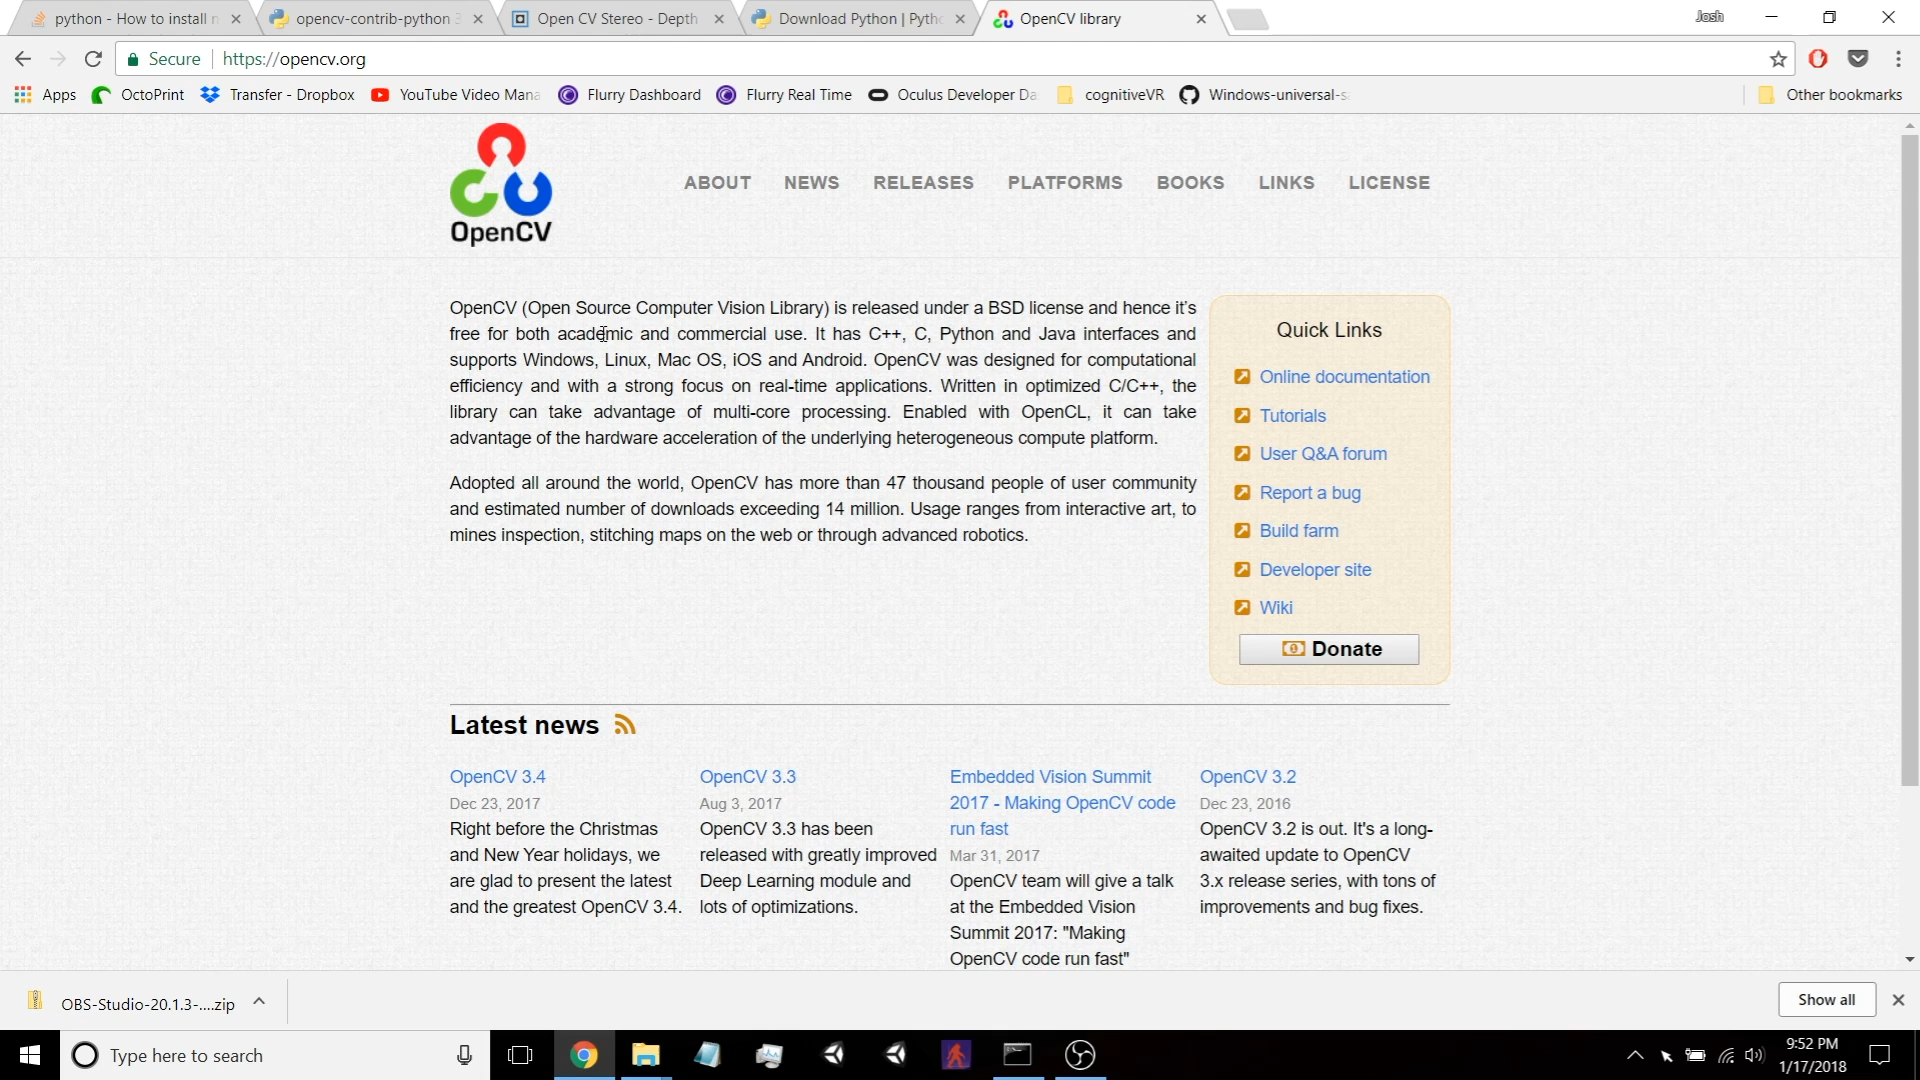 python - How to install n
opencv-contrib-python 3
Open CV Stereo - Depth
Download Python | Pytho
OpenCV library
Josh
Secure
https://opencv.org
Apps
OctoPrint
Transfer - Dropbox
YouTube Video Mana
Flurry Dashboard
Flurry Real Time
Oculus Developer Da
cognitiveVR
Windows-universal-sa
Other bookmarks
OpenCV
ABOUT
NEWS
RELEASES
PLATFORMS
BOOKS
LINKS
LICENSE
OpenCV (Open Source Computer Vision Library) is released under a BSD license and hence it's
free for both academic and commercial use. It has C++, C, Python and Java interfaces and
supports Windows, Linux, Mac OS, iOS and Android. OpenCV was designed for computational
efficiency and with a strong focus on real-time applications. Written in optimized C/C++, the
library can take advantage of multi-core processing. Enabled with OpenCL, it can take
advantage of the hardware acceleration of the underlying heterogeneous compute platform.
Adopted all around the world, OpenCV has more than 47 thousand people of user community
and estimated number of downloads exceeding 14 million. Usage ranges from interactive art, to
mines inspection, stitching maps on the web or through advanced robotics.
Quick Links
Online documentation
Tutorials
User Q&A forum
Report a bug
Build farm
Developer site
Wiki
Donate
Latest news
OpenCV 3.4
Dec 23, 2017
Right before the Christmas
and New Year holidays, we
are glad to present the latest
and the greatest OpenCV 3.4.
OpenCV 3.3
Aug 3, 2017
OpenCV 3.3 has been
released with greatly improved
Deep Learning module and
lots of optimizations.
Embedded Vision Summit
2017 - Making OpenCV code
run fast
Mar 31, 2017
OpenCV team will give a talk
at the Embedded Vision
Summit 2017: "Making
OpenCV code run fast"
OpenCV 3.2
Dec 23, 2016
OpenCV 3.2 is out. It's a long-
awaited update to OpenCV
3.x release series, with tons of
improvements and bug fixes.
OBS-Studio-20.1.3-....zip
Show all
Type here to search
9:52 PM
1/17/2018